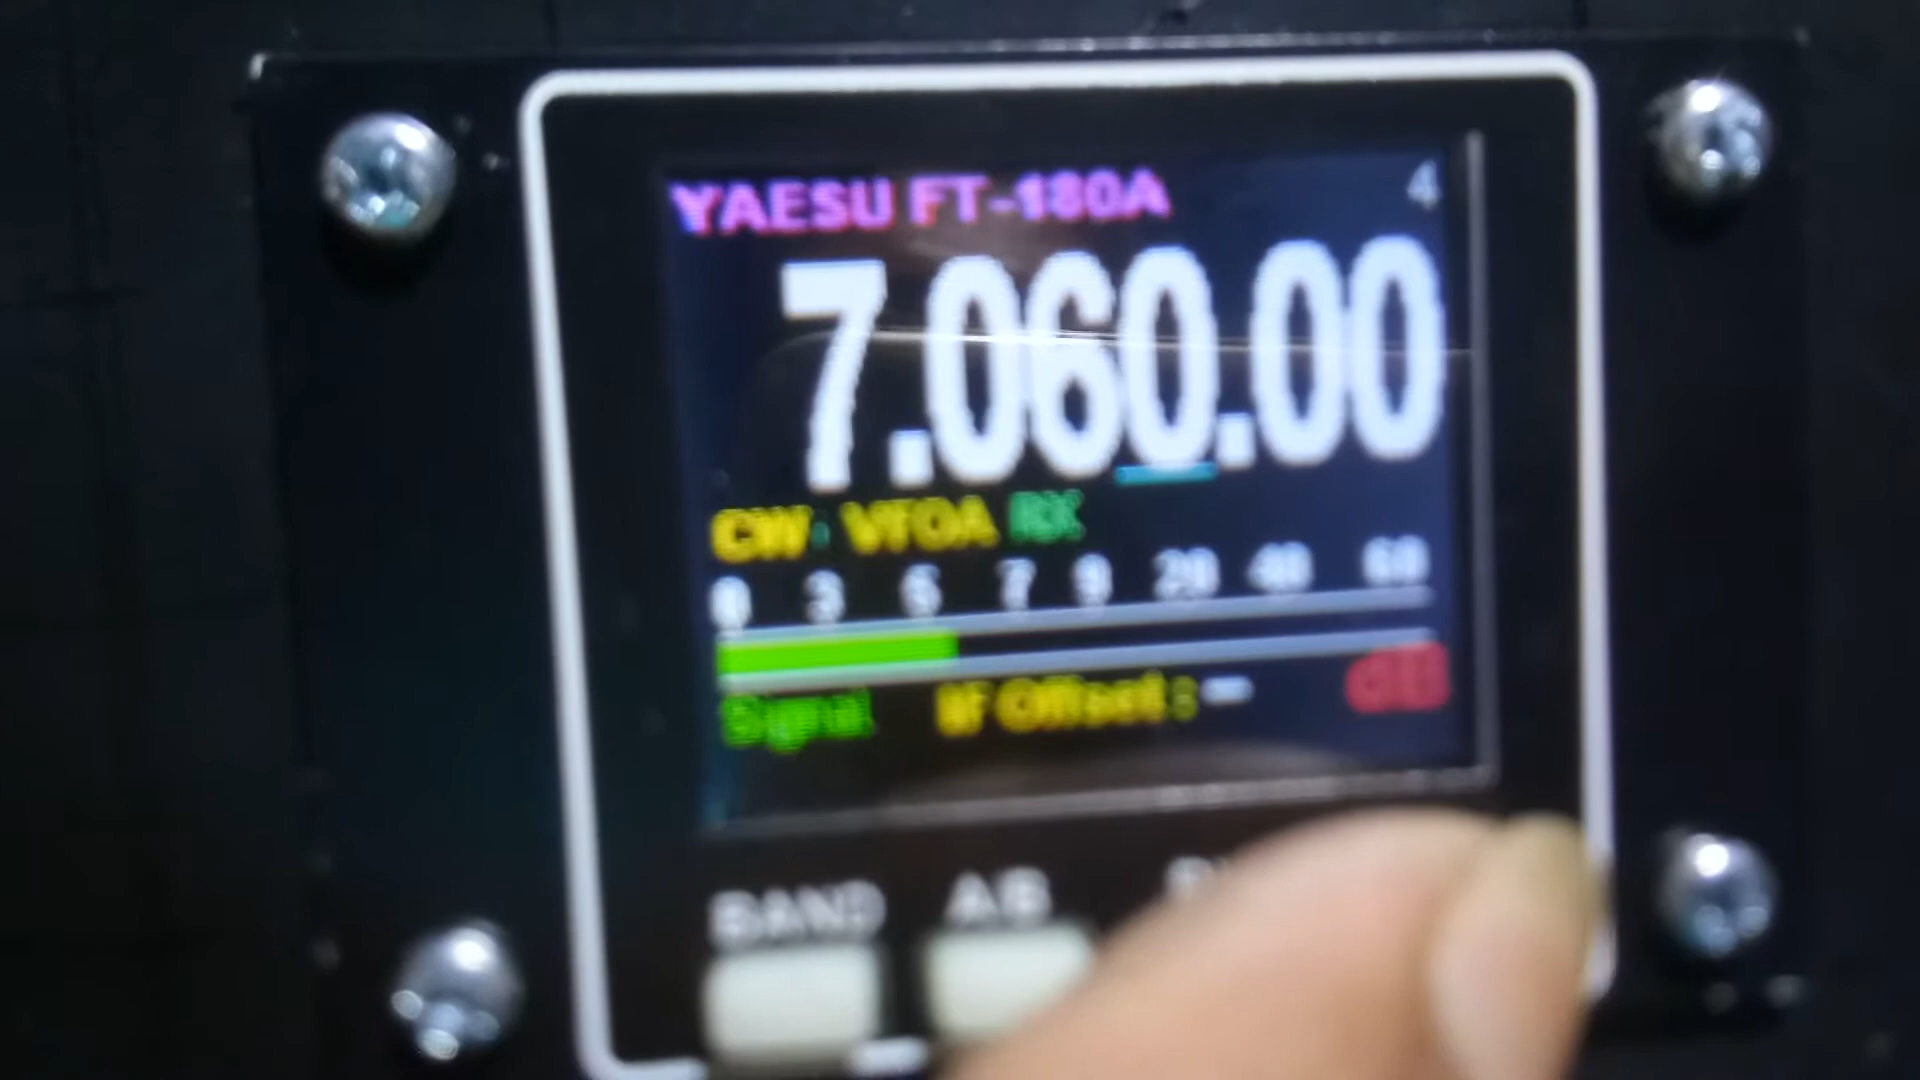 YAESU FT-180A 4
7.060.00
CW: VFOA RX
0 3 5 7 9 20 40 60
Signal IF Offset : - dB
BAND A/B